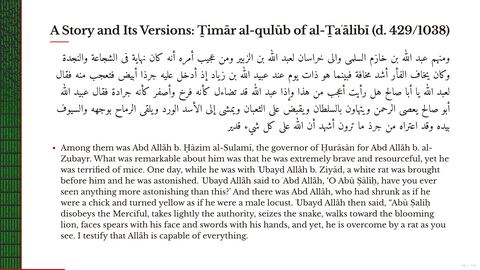 A Story and Its Versions: Ṯimār al-qulūb of al-Ṯaʿālibī (d. 429/1038)
ومنهم عبد الله بن خازم السلمى والى خراسان لعبد الله بن الزبير ومن عجيب أمره أنه كان نهاية فى الشجاعة والنجدة
وكان يخاف الفأر أشد مخافة فبينما هو ذات يوم عند عبيد الله بن زياد إذ أدخل عليه جرذا أبيض فتعجب منه فقال
لعبد الله يا أبا صالح هل رأيت أعجب من هذا وإذا عبد الله قد تضاءل كأنه فرخ وأصفر كأنه جرادة فقال عبيد الله
أبو صالح يعصى الرحمن ويتهاون بالسلطان ويقبض على الثعبان ويمشى إلى الأسد الورد ويلقى الرماح بوجهه والسيوف
بيده وقد اعتراه من جرذ ما ترون أشهد أن الله على كل شىء قدير
• Among them was Abd Allāh b. Ḫāzim al-Sulamī, the governor of Ḫurāsān for Abd Allāh b. al-
Zubayr. What was remarkable about him was that he was extremely brave and resourceful, yet he
was terrified of mice. One day, while he was with ʿUbayd Allāh b. Ziyād, a white rat was brought
before him and he was astonished. ʿUbayd Allāh said to ʿAbd Allāh, “O Abū Ṣāliḥ, have you ever
seen anything more astonishing than this?” And there was Abd Allāh, who had shrunk as if he
were a chick and turned yellow as if he were a male locust. ʿUbayd Allāh then said, “Abū Ṣāliḥ
disobeys the Merciful, takes lightly the authority, seizes the snake, walks toward the blooming
lion, faces spears with his face and swords with his hands, and yet, he is overcome by a rat as you
see. I testify that Allāh is capable of everything.